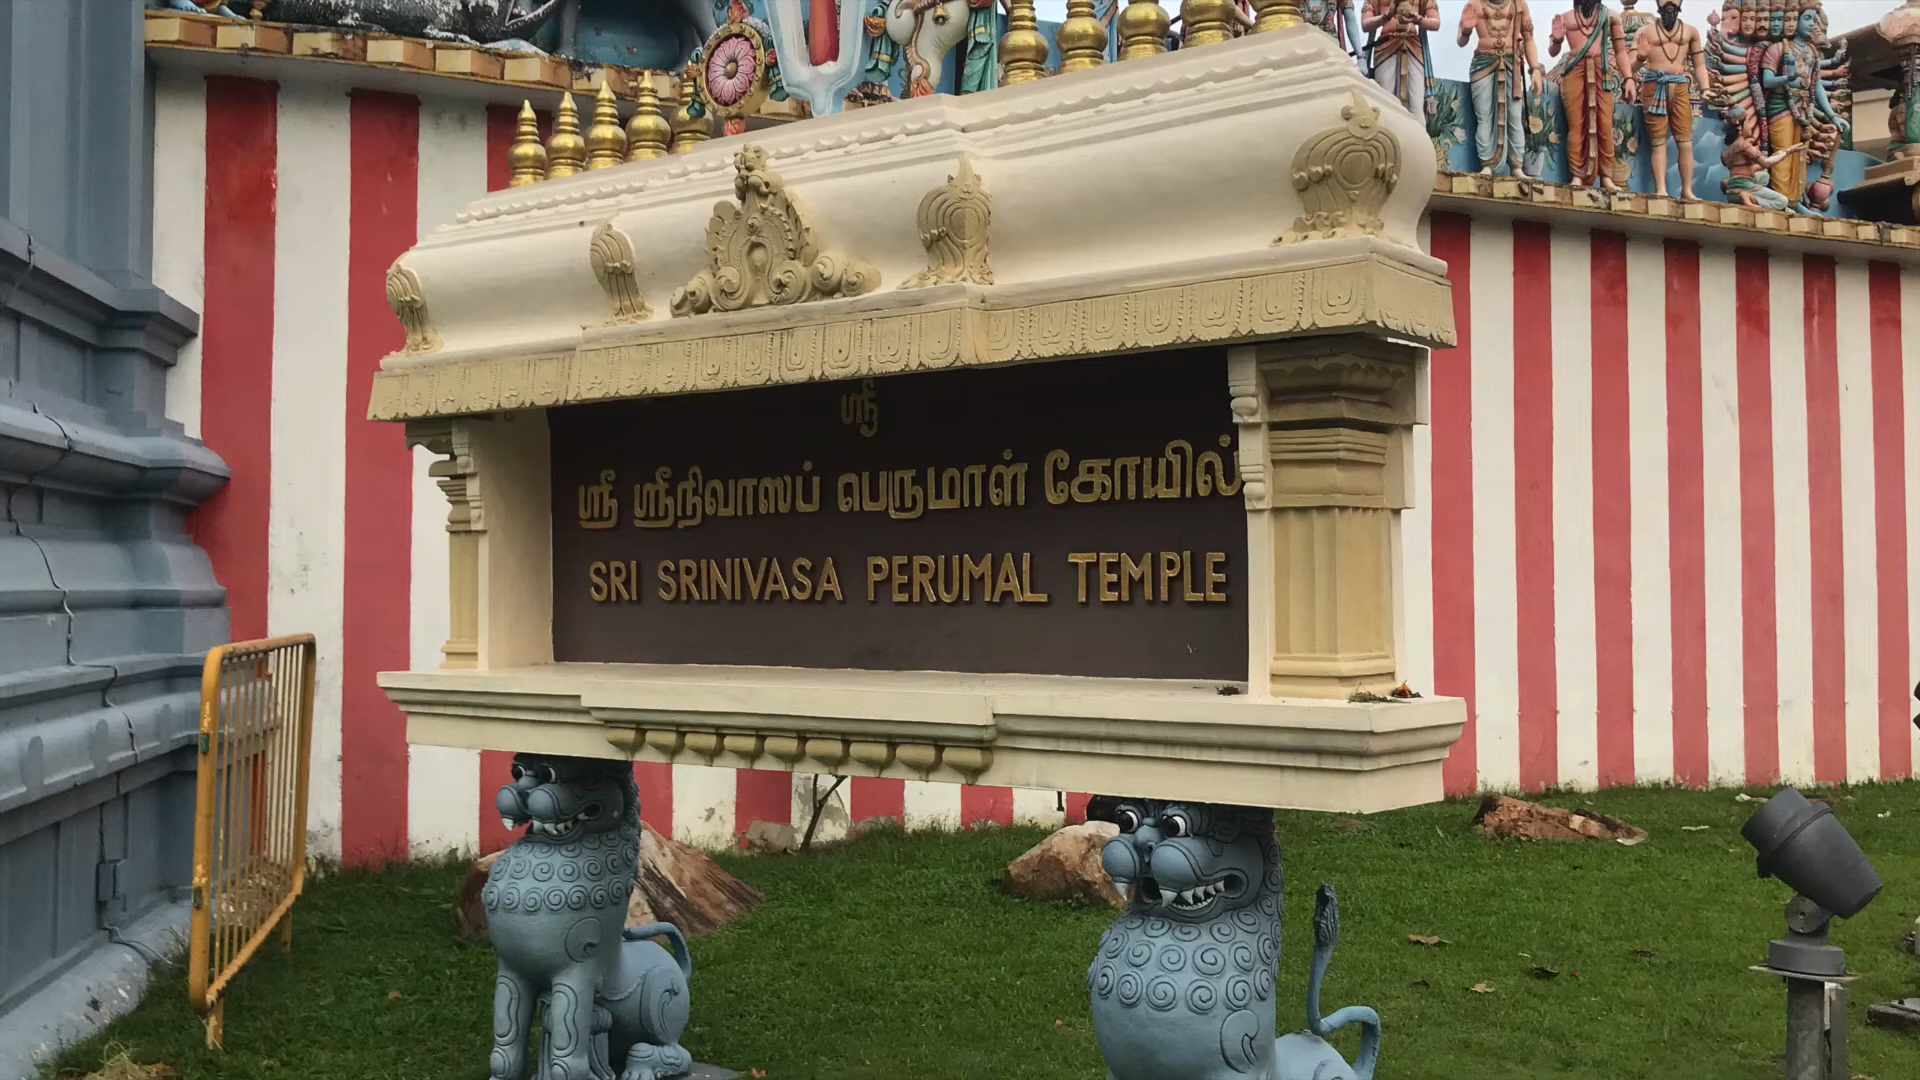 ஸ்ரீ
ஸ்ரீ ஸ்ரீநிவாஸப் பெருமாள் கோயில்
SRI SRINIVASA PERUMAL TEMPLE